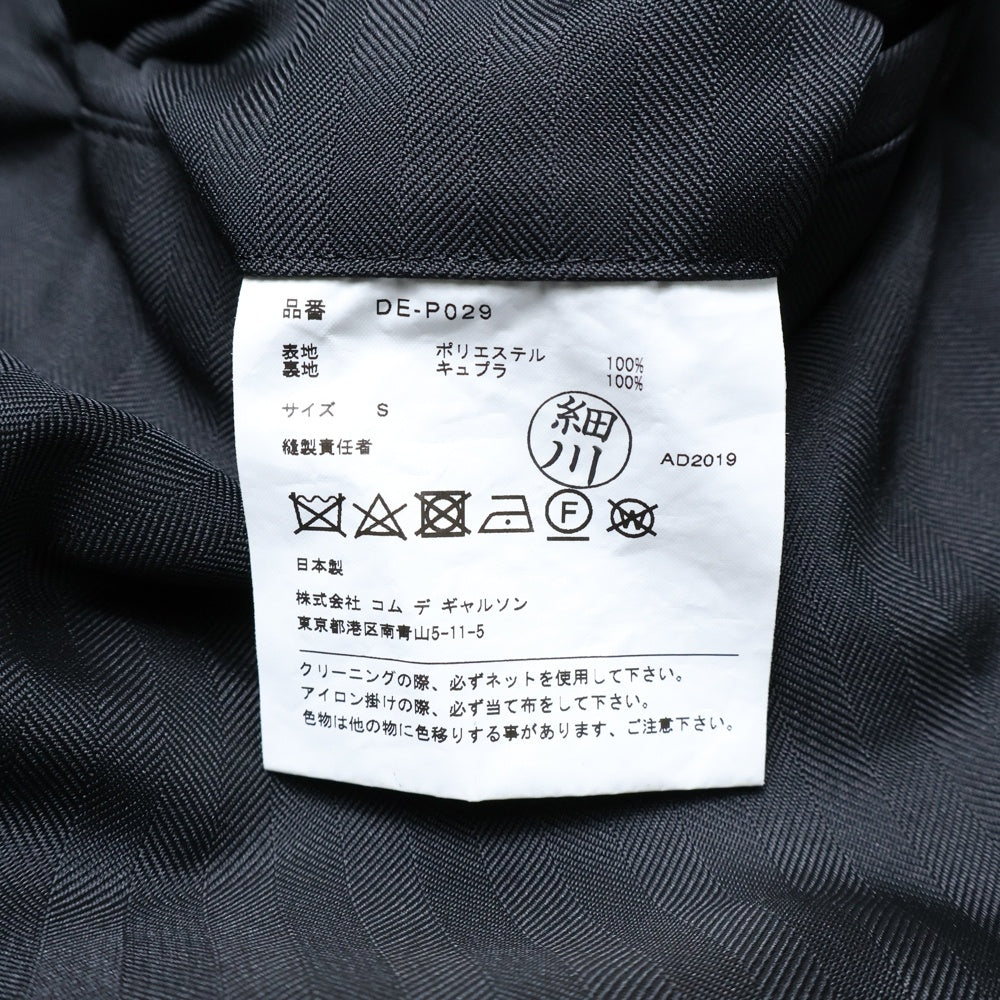 品番 DE-P029
表地 ポリエステル 100%
裏地 キュプラ 100%
サイズ S
縫製責任者 細川 AD2019
F W
日本製
株式会社 コム デ ギャルソン
東京都港区南青山5-11-5
クリーニングの際、必ずネットを使用して下さい。
アイロン掛けの際、必ず当て布をして下さい。
色物は他の物に色移りする事があります、ご注意下さい。